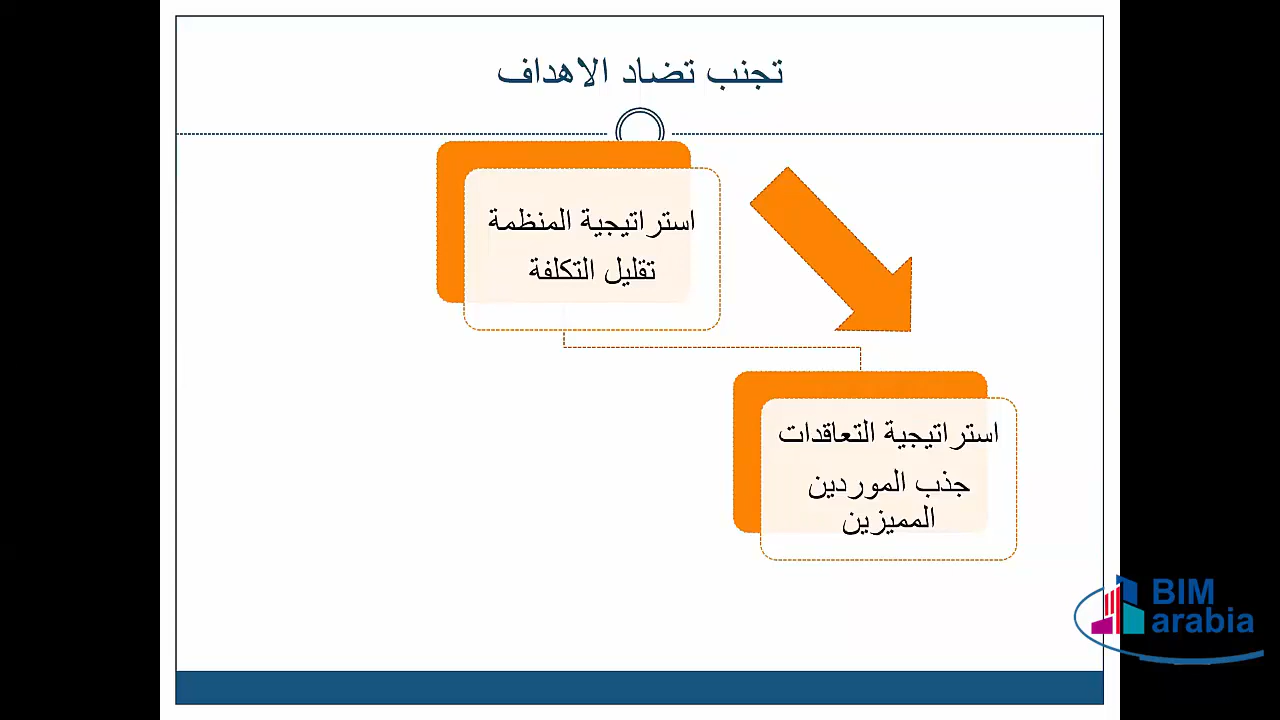 تجنب تضاد الاهداف
استراتيجية المنظمة
تقليل التكلفة
استراتيجية التعاقدات
جذب الموردين
المميزين
BIM
arabia